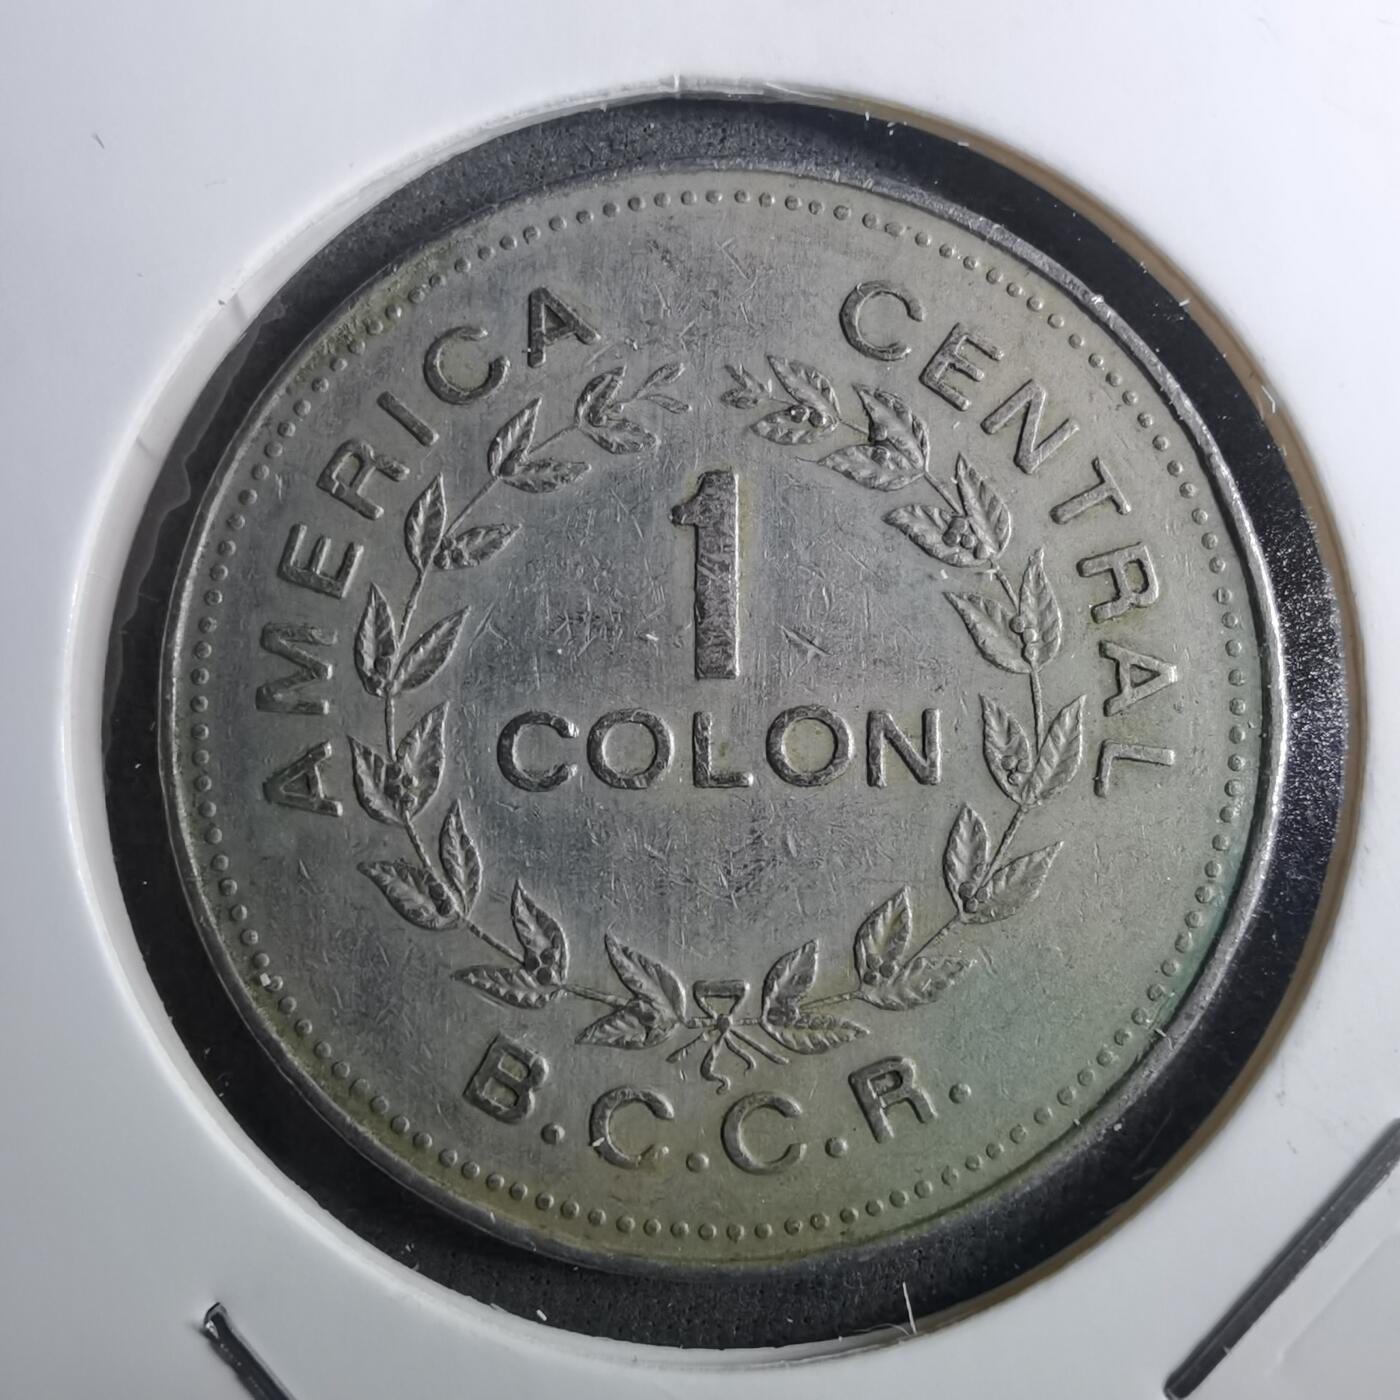 AMERICA CENTRAL
1
COLON
B.C.C.R.